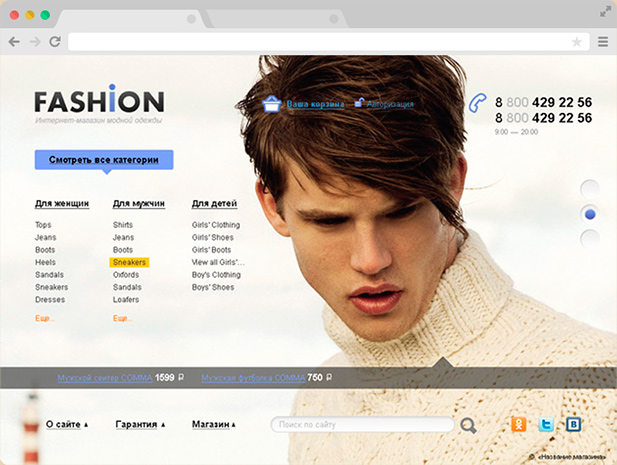 FASHiON
Интернет-магазин модной одежды
Ваша корзина
Авторизация
8 800 429 22 56
8 800 429 22 56
9:00 — 20:00
Смотреть все категории
Для женщин
Tops
Jeans
Boots
Heels
Sandals
Sneakers
Dresses
Еще...
Для мужчин
Shirts
Jeans
Boots
Sneakers
Oxfords
Sandals
Loafers
Еще...
Для детей
Girls' Clothing
Girls' Shoes
Girls' Boots
View all Girls'...
Boy's Clothing
Boys' Shoes
Мужской свитер COMMA 1599 ₽
Мужская футболка COMMA 750 ₽
О сайте ▲
Гарантия ▲
Магазин ▲
Поиск по сайту
© «Название магазина»